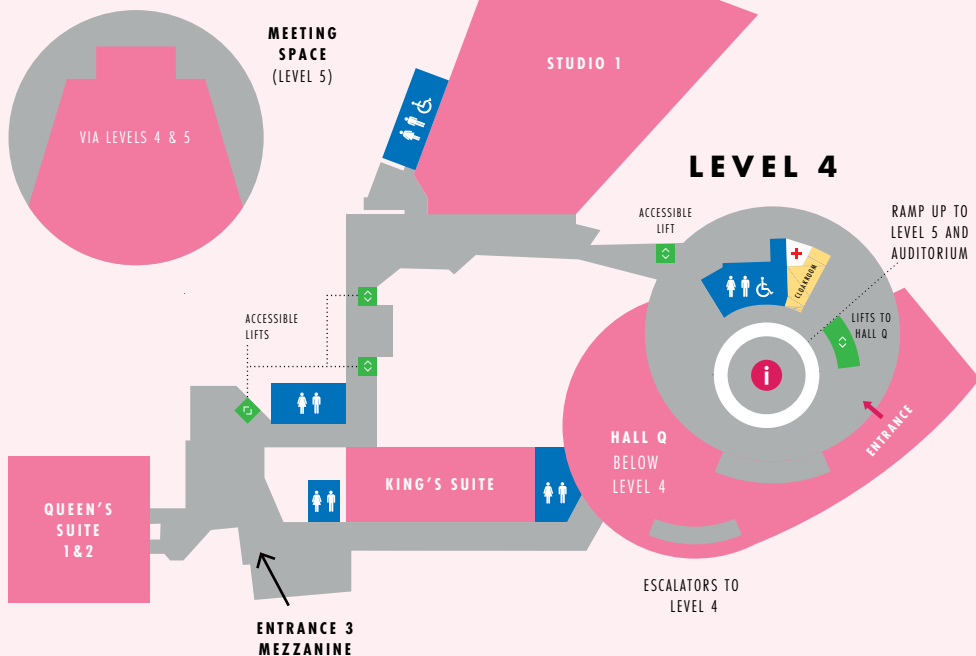 MEETING
SPACE
(LEVEL 5)
VIA LEVELS 4 & 5
STUDIO 1
LEVEL 4
ACCESSIBLE
LIFT
RAMP UP TO
LEVEL 5 AND
AUDITORIUM
CLOAKROOM
LIFTS TO
HALL Q
i
ENTRANCE
ACCESSIBLE
LIFTS
HALL Q
BELOW
LEVEL 4
KING'S SUITE
QUEEN'S
SUITE
1&2
ESCALATORS TO
LEVEL 4
ENTRANCE 3
MEZZANINE